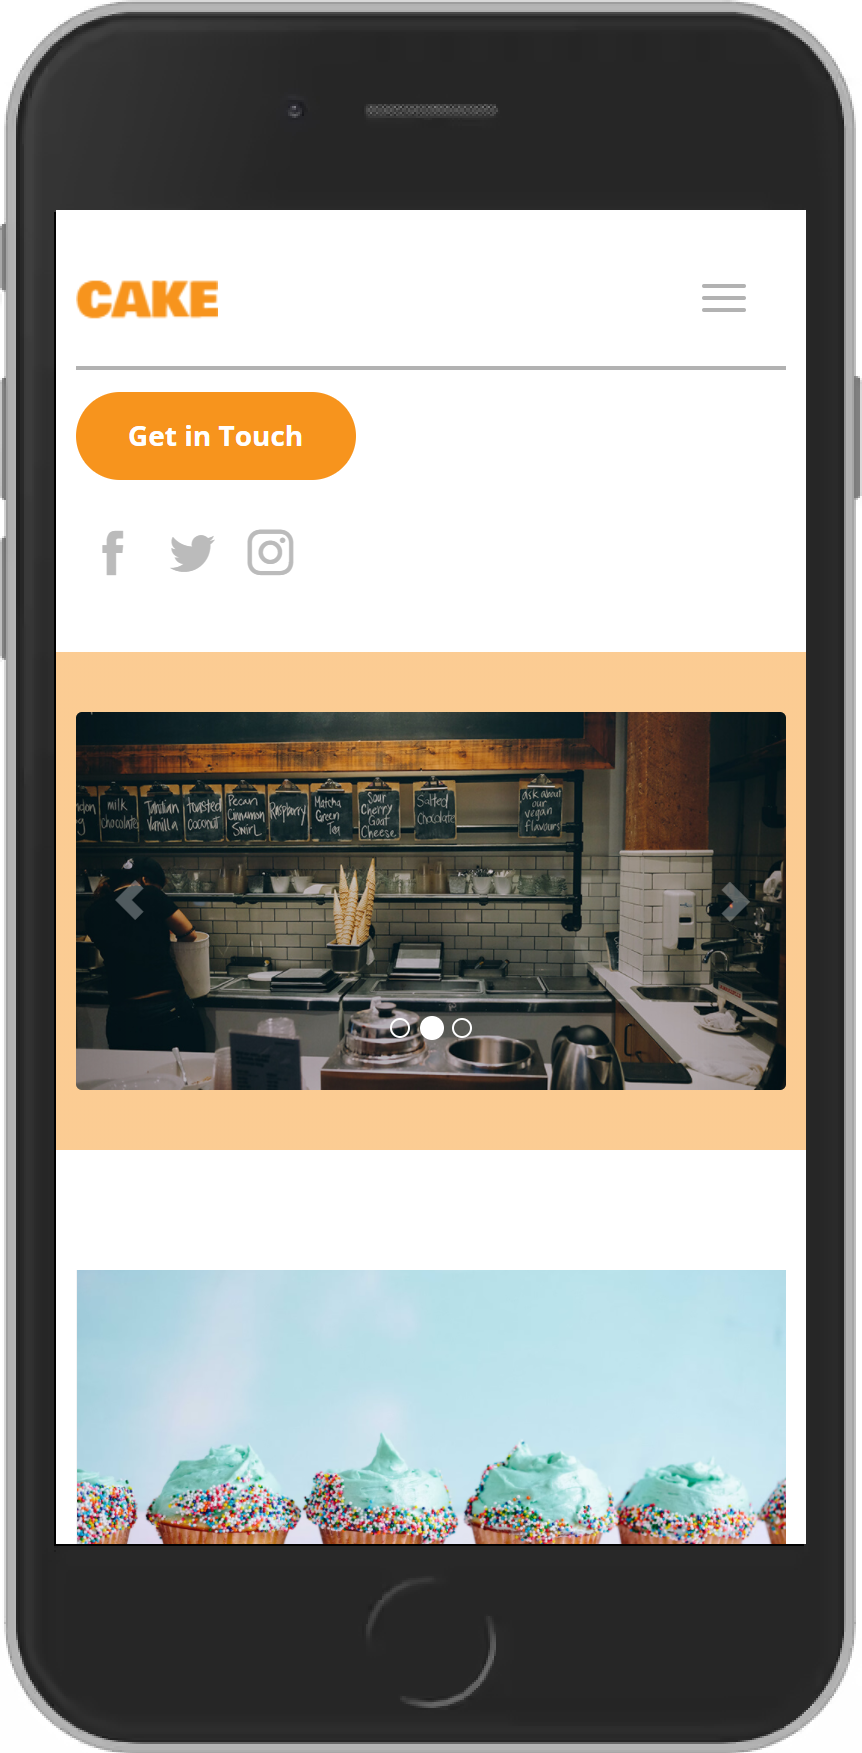 CAKE
Get in Touch
milk chocolate
Tahitian Vanilla
toasted coconut
Pecan Cinnamon Swirl
Raspberry
Matcha Green Tea
Sour Cherry Goat Cheese
Salted Chocolate
ask about our vegan flavours